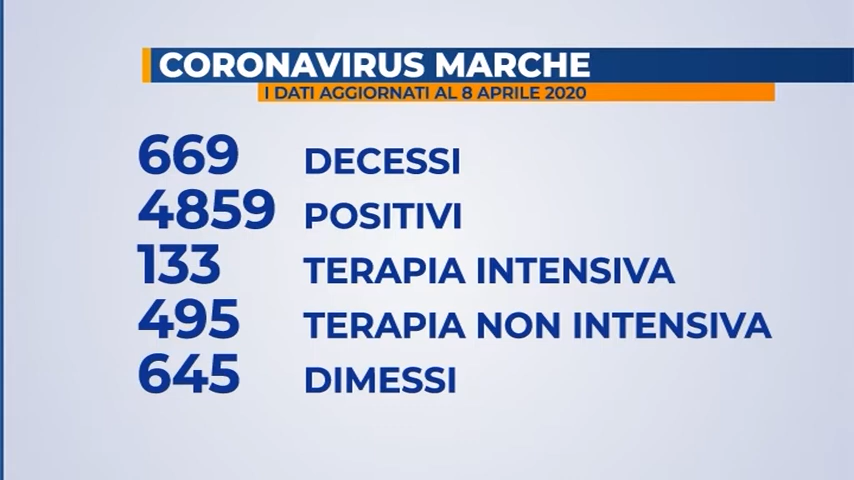 CORONAVIRUS MARCHE
I DATI AGGIORNATI AL 8 APRILE 2020
669 DECESSI
4859 POSITIVI
133 TERAPIA INTENSIVA
495 TERAPIA NON INTENSIVA
645 DIMESSI